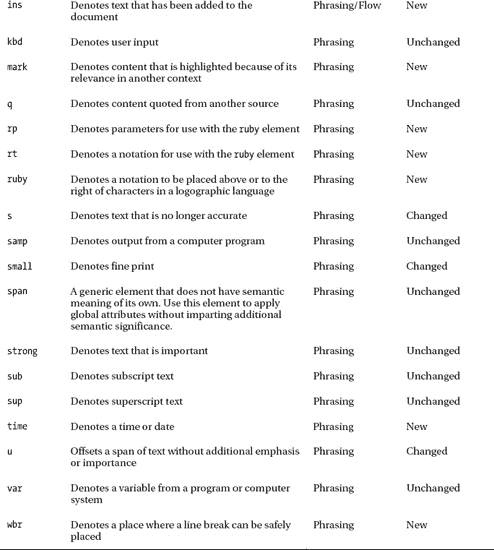 ins Denotes text that has been added to the Phrasing/Flow New
document
kbd Denotes user input Phrasing Unchanged
mark Denotes content that is highlighted because of its Phrasing New
relevance in another context
q Denotes content quoted from another source Phrasing Unchanged
rp Denotes parameters for use with the ruby element Phrasing New
rt Denotes a notation for use with the ruby element Phrasing New
ruby Denotes a notation to be placed above or to the Phrasing New
right of characters in a logographic language
s Denotes text that is no longer accurate Phrasing Changed
samp Denotes output from a computer program Phrasing Unchanged
small Denotes fine print Phrasing Changed
span A generic element that does not have semantic Phrasing Unchanged
meaning of its own. Use this element to apply
global attributes without imparting additional
semantic significance.
strong Denotes text that is important Phrasing Unchanged
sub Denotes subscript text Phrasing Unchanged
sup Denotes superscript text Phrasing Unchanged
time Denotes a time or date Phrasing New
u Offsets a span of text without additional emphasis Phrasing Changed
or importance
var Denotes a variable from a program or computer Phrasing Unchanged
system
wbr Denotes a place where a line break can be safely Phrasing New
placed